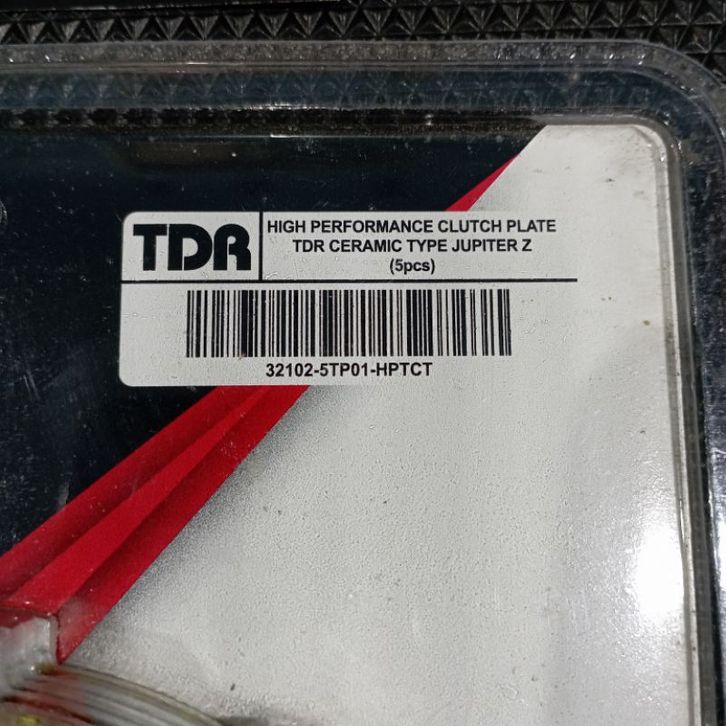 TDR
HIGH PERFORMANCE CLUTCH PLATE
TDR CERAMIC TYPE JUPITER Z
(5pcs)
32102-5TP01-HPTCT